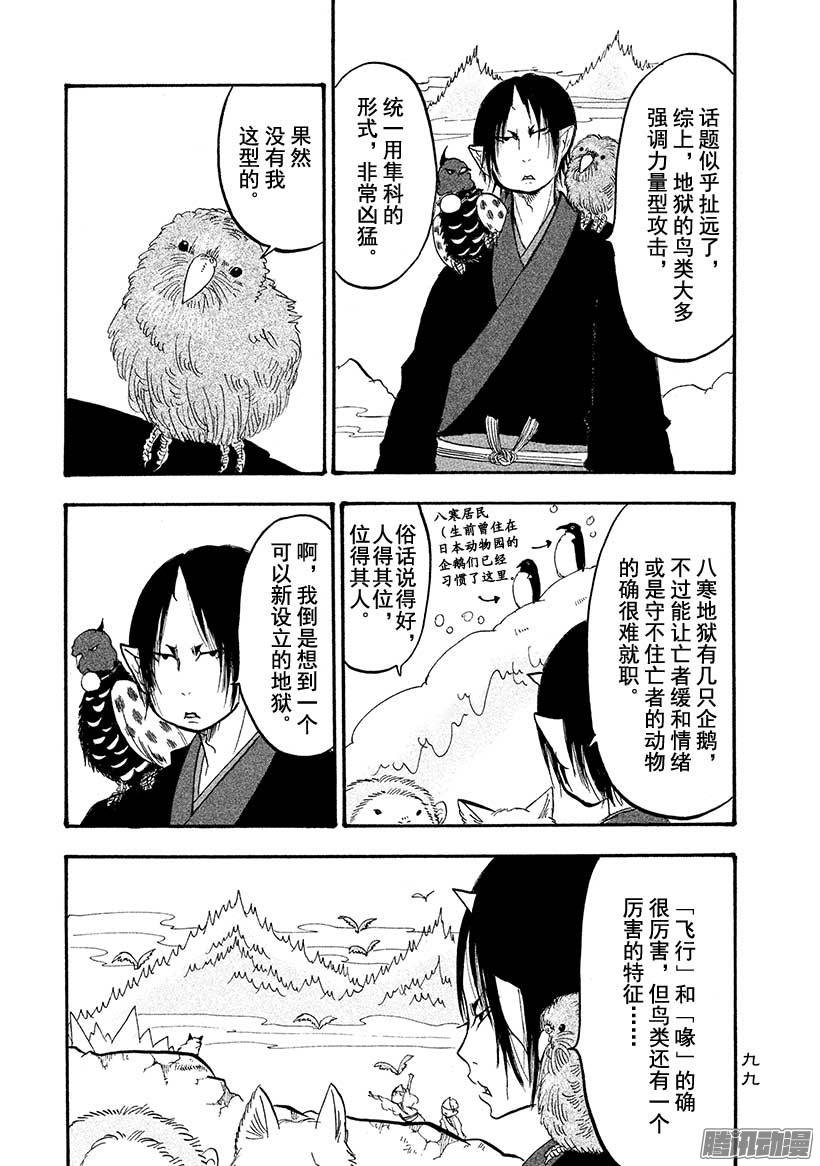 话题似乎扯远了，
综上，地狱的鸟类大多
强调力量型攻击，
统一用隼科的
形式，非常凶猛。
果然
没有我
这型的。
八寒地狱有几只企鹅，
不过能让亡者缓和情绪
或是守不住亡者的动物
的确很难就职。
八寒居民
（生前曾住在
日本动物园的
企鹅们已经
习惯了这里。
俗话说得好，
人得其位，
位得其人。
啊，我倒是想到一个
可以新设立的地狱。
「飞行」和「喙」的确
很厉害，但鸟类还有一个
厉害的特征……
九九
腾讯动漫